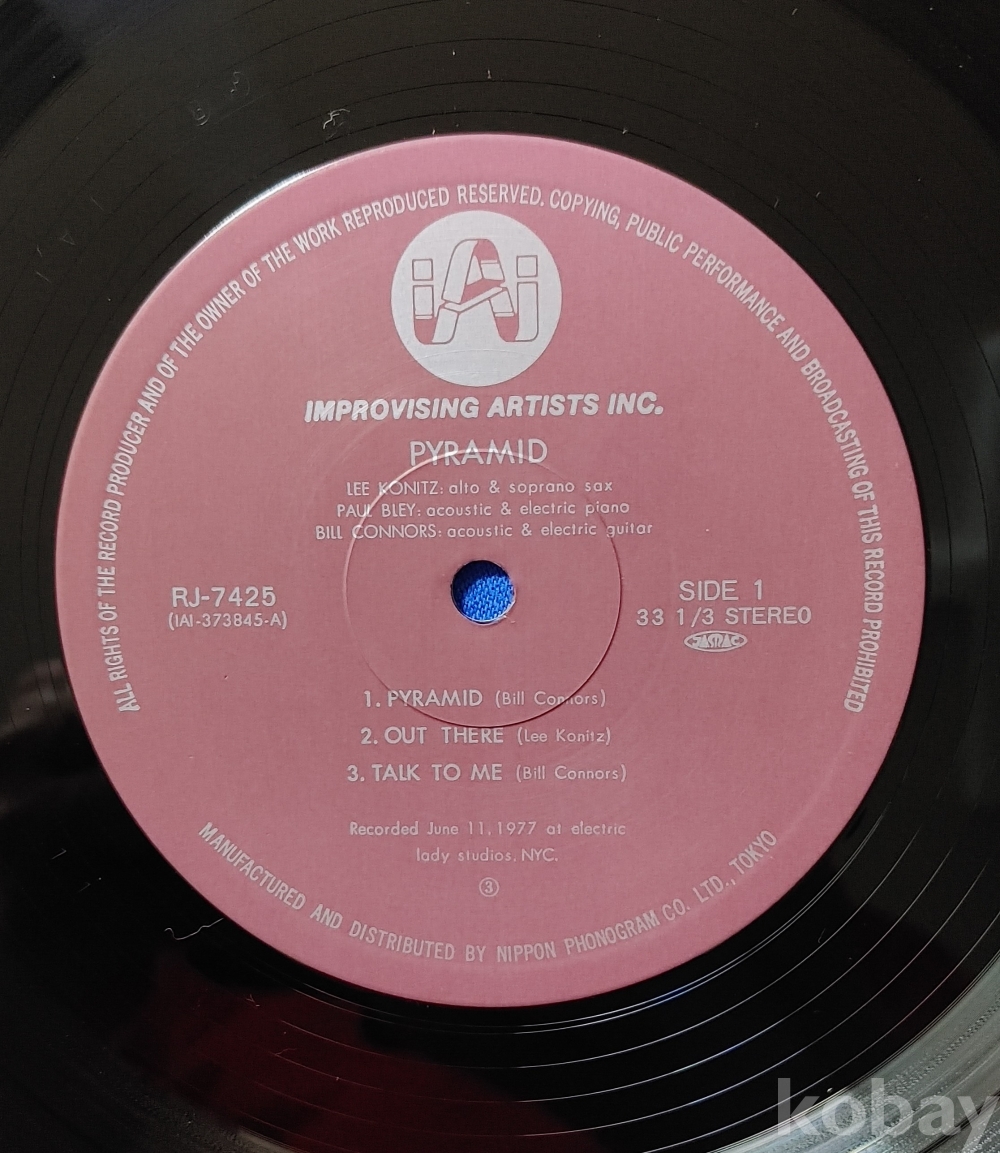 ALL RIGHTS OF THE RECORD PRODUCER AND OF THE OWNER OF THE WORK REPRODUCED RESERVED. COPYING, PUBLIC PERFORMANCE AND BROADCASTING OF THIS RECORD PROHIBITED
iAi
IMPROVISING ARTISTS INC.
PYRAMID
LEE KONITZ: alto & soprano sax
PAUL BLEY: acoustic & electric piano
BILL CONNORS: acoustic & electric guitar
RJ-7425
(IAI-373845-A)
SIDE 1
33 1/3 STEREO
JASRAC
1. PYRAMID (Bill Connors)
2. OUT THERE (Lee Konitz)
3. TALK TO ME (Bill Connors)
Recorded June 11, 1977 at electric
lady studios, NYC.
③
MANUFACTURED AND DISTRIBUTED BY NIPPON PHONOGRAM CO. LTD., TOKYO
kobay